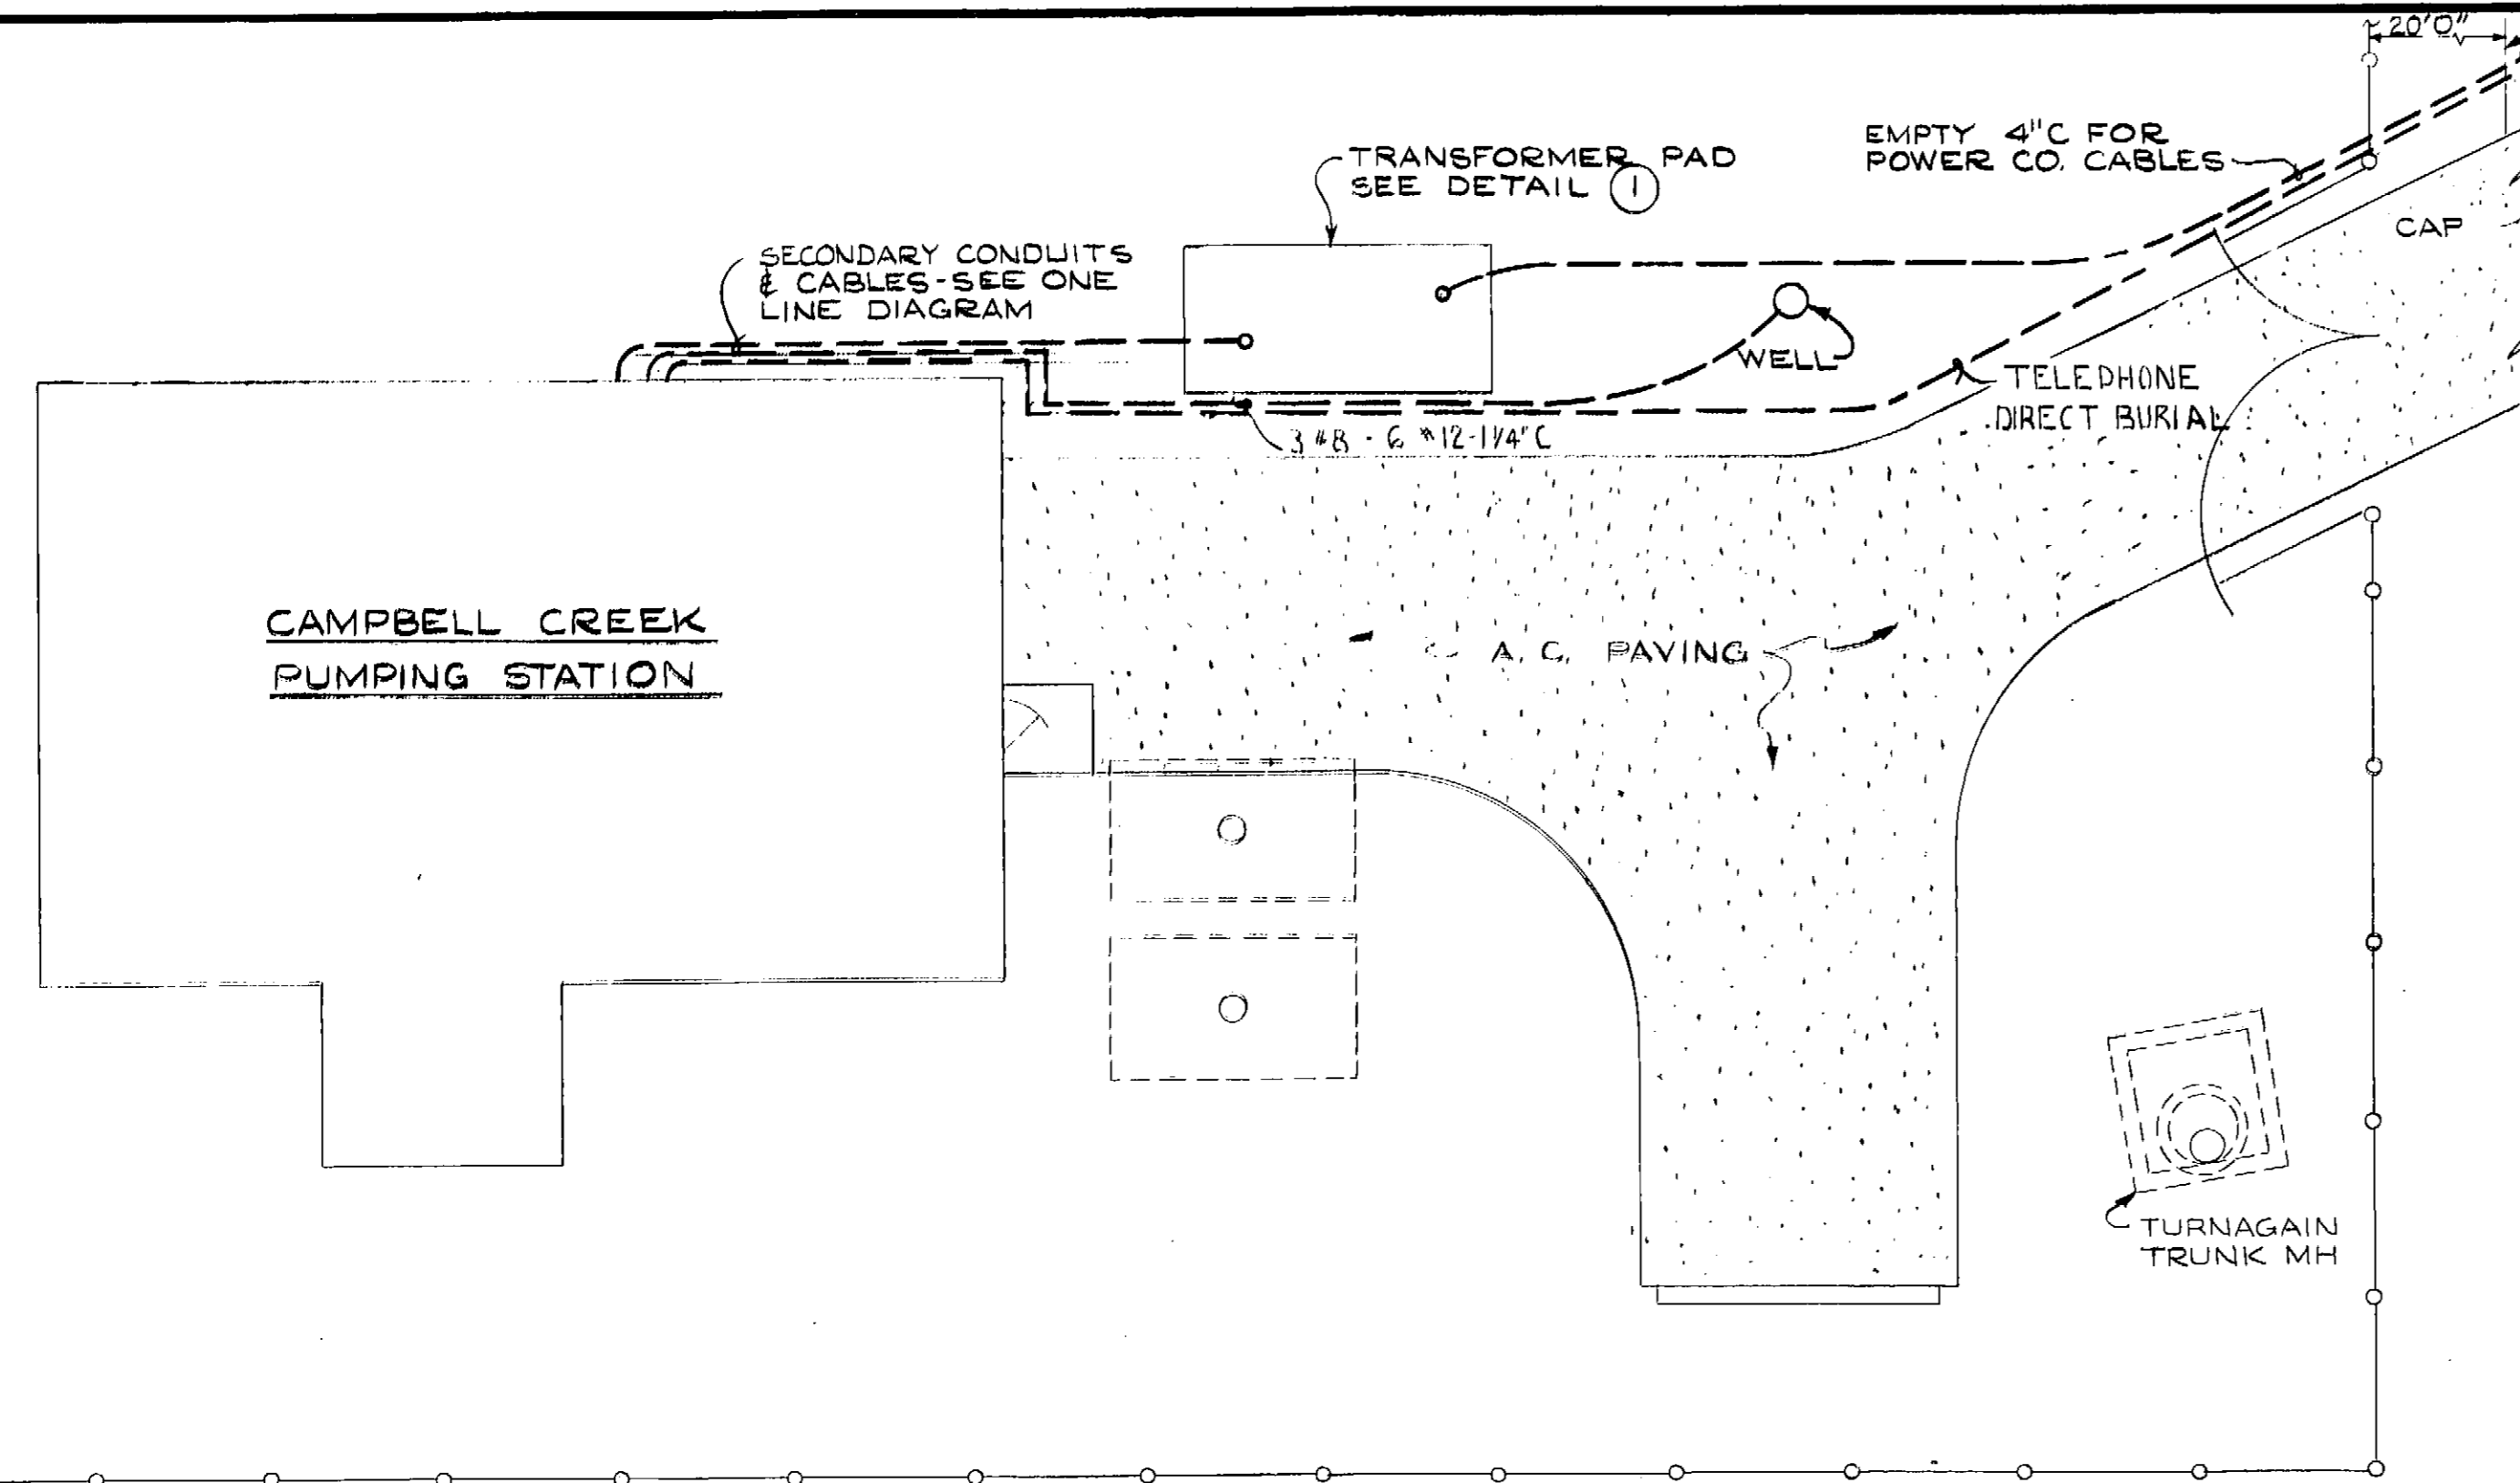 20'0"
TRANSFORMER PAD
SEE DETAIL 1
EMPTY 4"C FOR
POWER CO. CABLES
CAP
SECONDARY CONDUITS
& CABLES-SEE ONE
LINE DIAGRAM
WELL
TELEPHONE
DIRECT BURIAL
3 #8 - 6 #12-1 1/4"C
CAMPBELL CREEK
PUMPING STATION
A. C. PAVING
TURNAGAIN
TRUNK MH